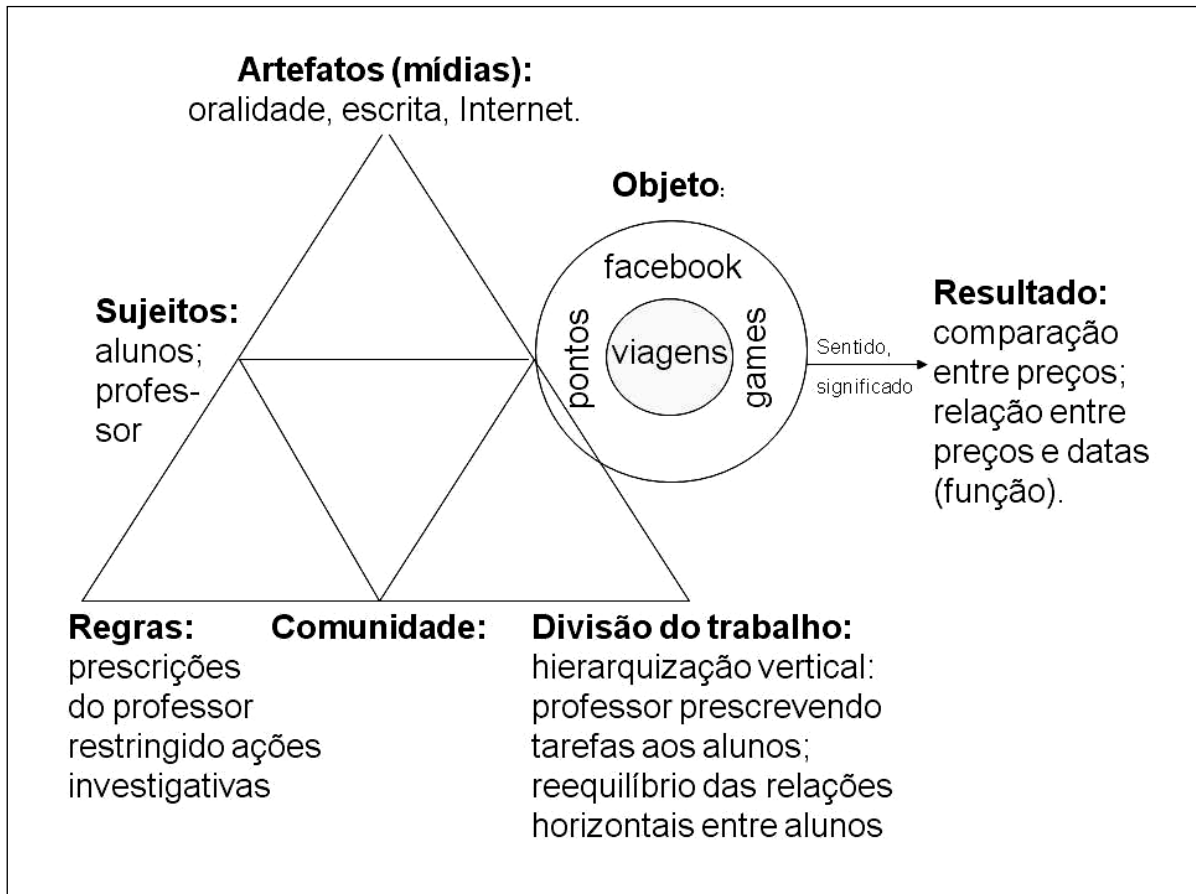 Artefatos (mídias):
oralidade, escrita, Internet.
Objeto:
facebook
pontos
viagens
games
Sentido,
significado
Resultado:
comparação
entre preços;
relação entre
preços e datas
(função).
Sujeitos:
alunos;
profes-
sor
Regras:
prescrições
do professor
restringido ações
investigativas
Comunidade:
Divisão do trabalho:
hierarquização vertical:
professor prescrevendo
tarefas aos alunos;
reequilíbrio das relações
horizontais entre alunos